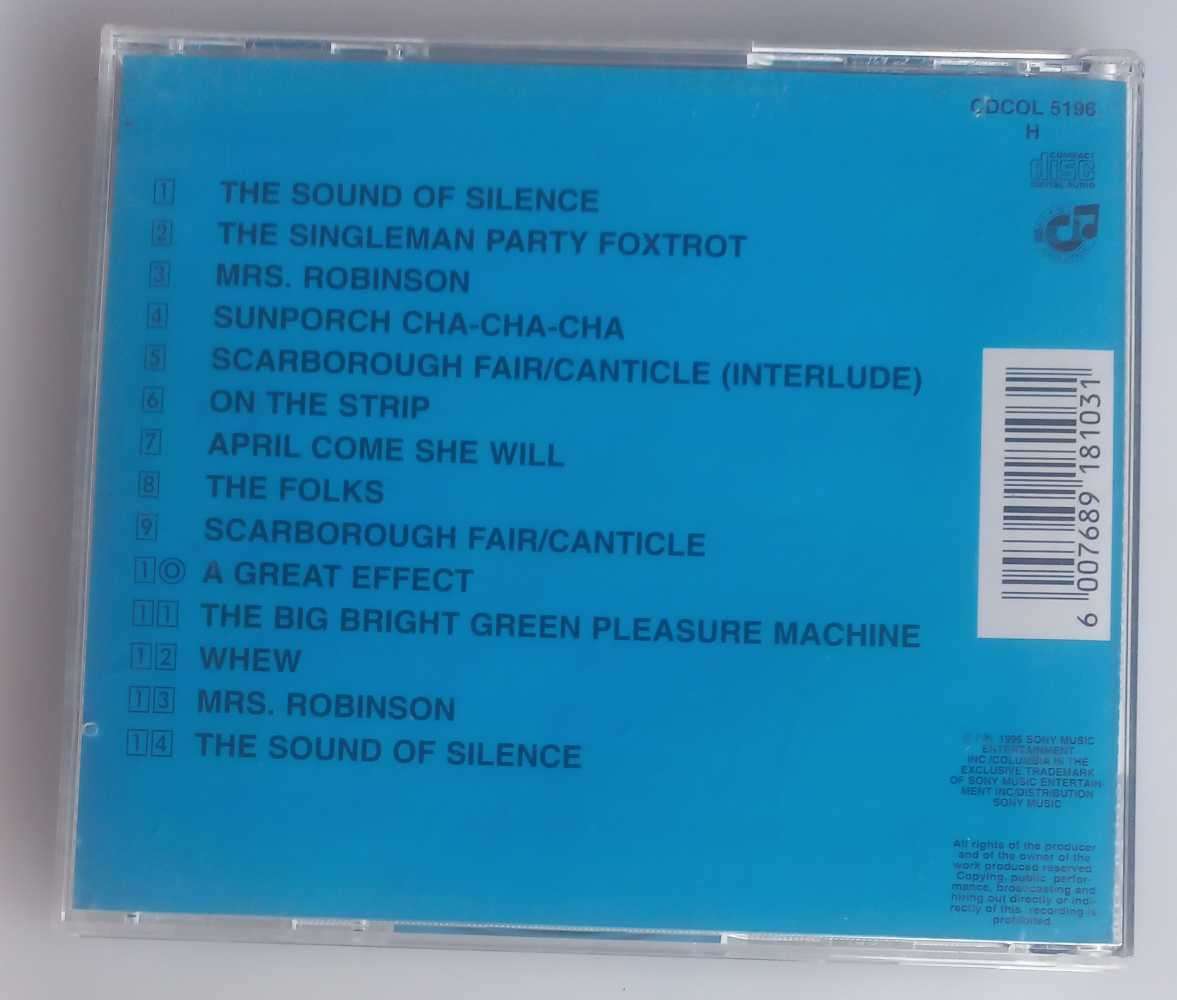 CDCOL 5196
H
COMPACT
disc
DIGITAL AUDIO
1 THE SOUND OF SILENCE
2 THE SINGLEMAN PARTY FOXTROT
3 MRS. ROBINSON
4 SUNPORCH CHA-CHA-CHA
5 SCARBOROUGH FAIR/CANTICLE (INTERLUDE)
6 ON THE STRIP
7 APRIL COME SHE WILL
8 THE FOLKS
9 SCARBOROUGH FAIR/CANTICLE
10 A GREAT EFFECT
11 THE BIG BRIGHT GREEN PLEASURE MACHINE
12 WHEW
13 MRS. ROBINSON
14 THE SOUND OF SILENCE
6 007689 181031
1996 SONY MUSIC
ENTERTAINMENT
INC/COLUMBIA IS THE
EXCLUSIVE TRADEMARK
OF SONY MUSIC ENTERTAIN-
MENT INC/DISTRIBUTION
SONY MUSIC
All rights of the producer
and of the owner of the
work produced reserved
Copying, public perfor-
mance, broadcasting and
hiring out directly or indi-
rectly of this recording is
prohibited.